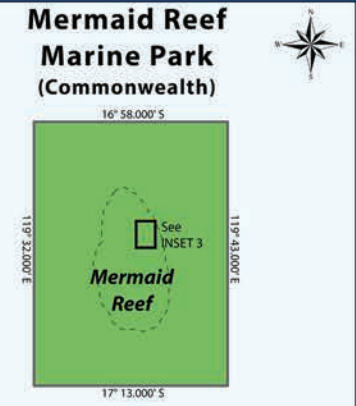 Mermaid Reef
Marine Park
(Commonwealth)
N
W
E
S
16° 58.000' S
119° 32.000' E
119° 43.000' E
See
INSET 3
Mermaid
Reef
17° 13.000' S